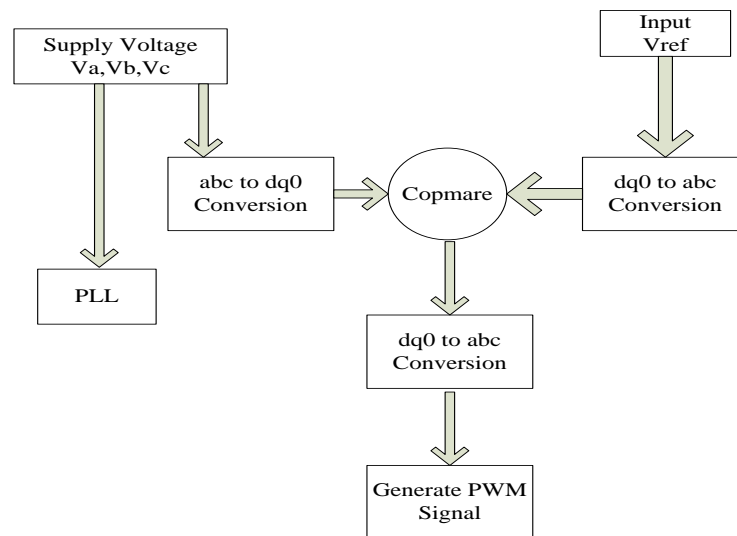 Supply Voltage
Va,Vb,Vc
Input
Vref
abc to dq0
Conversion
Copmare
dq0 to abc
Conversion
PLL
dq0 to abc
Conversion
Generate PWM
Signal